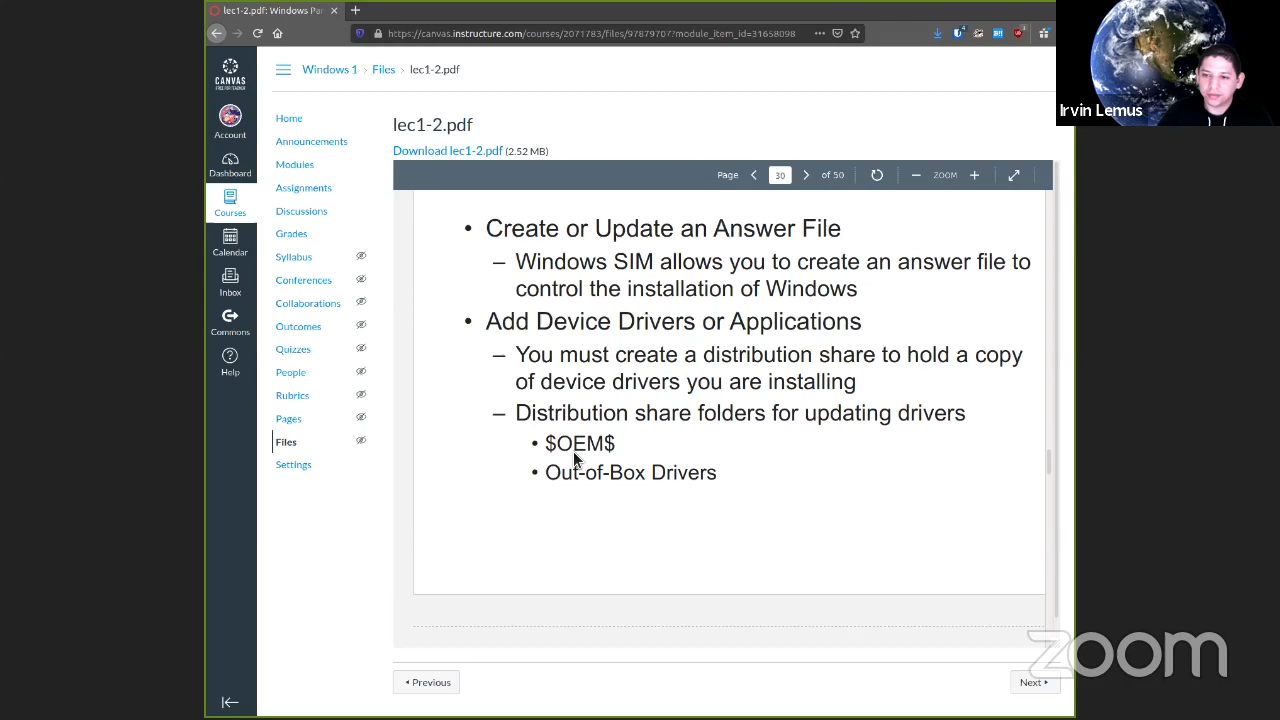 lec1-2.pdf: Windows Par
https://canvas.instructure.com/courses/2071783/files/97879707?module_item_id=31658098
Irvin Lemus
CANVAS
FREE FOR TEACHER
Account
Dashboard
Courses
Calendar
Inbox
Commons
Help
Windows 1 › Files › lec1-2.pdf
Home
Announcements
Modules
Assignments
Discussions
Grades
Syllabus
Conferences
Collaborations
Outcomes
Quizzes
People
Rubrics
Pages
Files
Settings
lec1-2.pdf
Download lec1-2.pdf (2.52 MB)
Page 30 of 50 ZOOM
• Create or Update an Answer File
– Windows SIM allows you to create an answer file to
control the installation of Windows
• Add Device Drivers or Applications
– You must create a distribution share to hold a copy
of device drivers you are installing
– Distribution share folders for updating drivers
• $OEM$
• Out-of-Box Drivers
Previous
Next
zoom